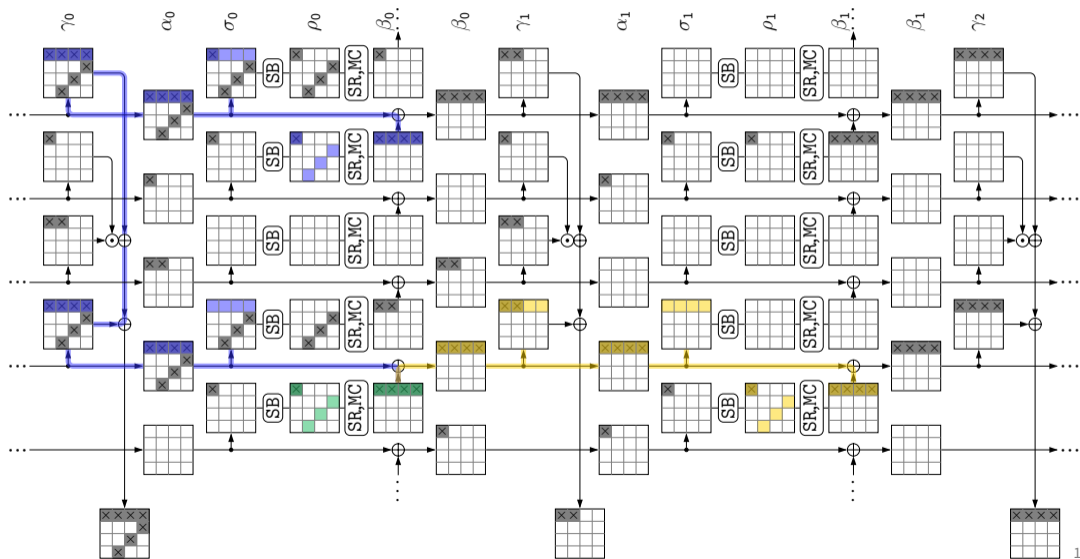 γ₀ α₀ σ₀ ρ₀ β₀ β₀ γ₁ α₁ σ₁ ρ₁ β₁ β₁ γ₂
SB SR,MC SB SR,MC
SB SR,MC SB SR,MC
SB SR,MC SB SR,MC
SB SR,MC SB SR,MC
SB SR,MC SB SR,MC